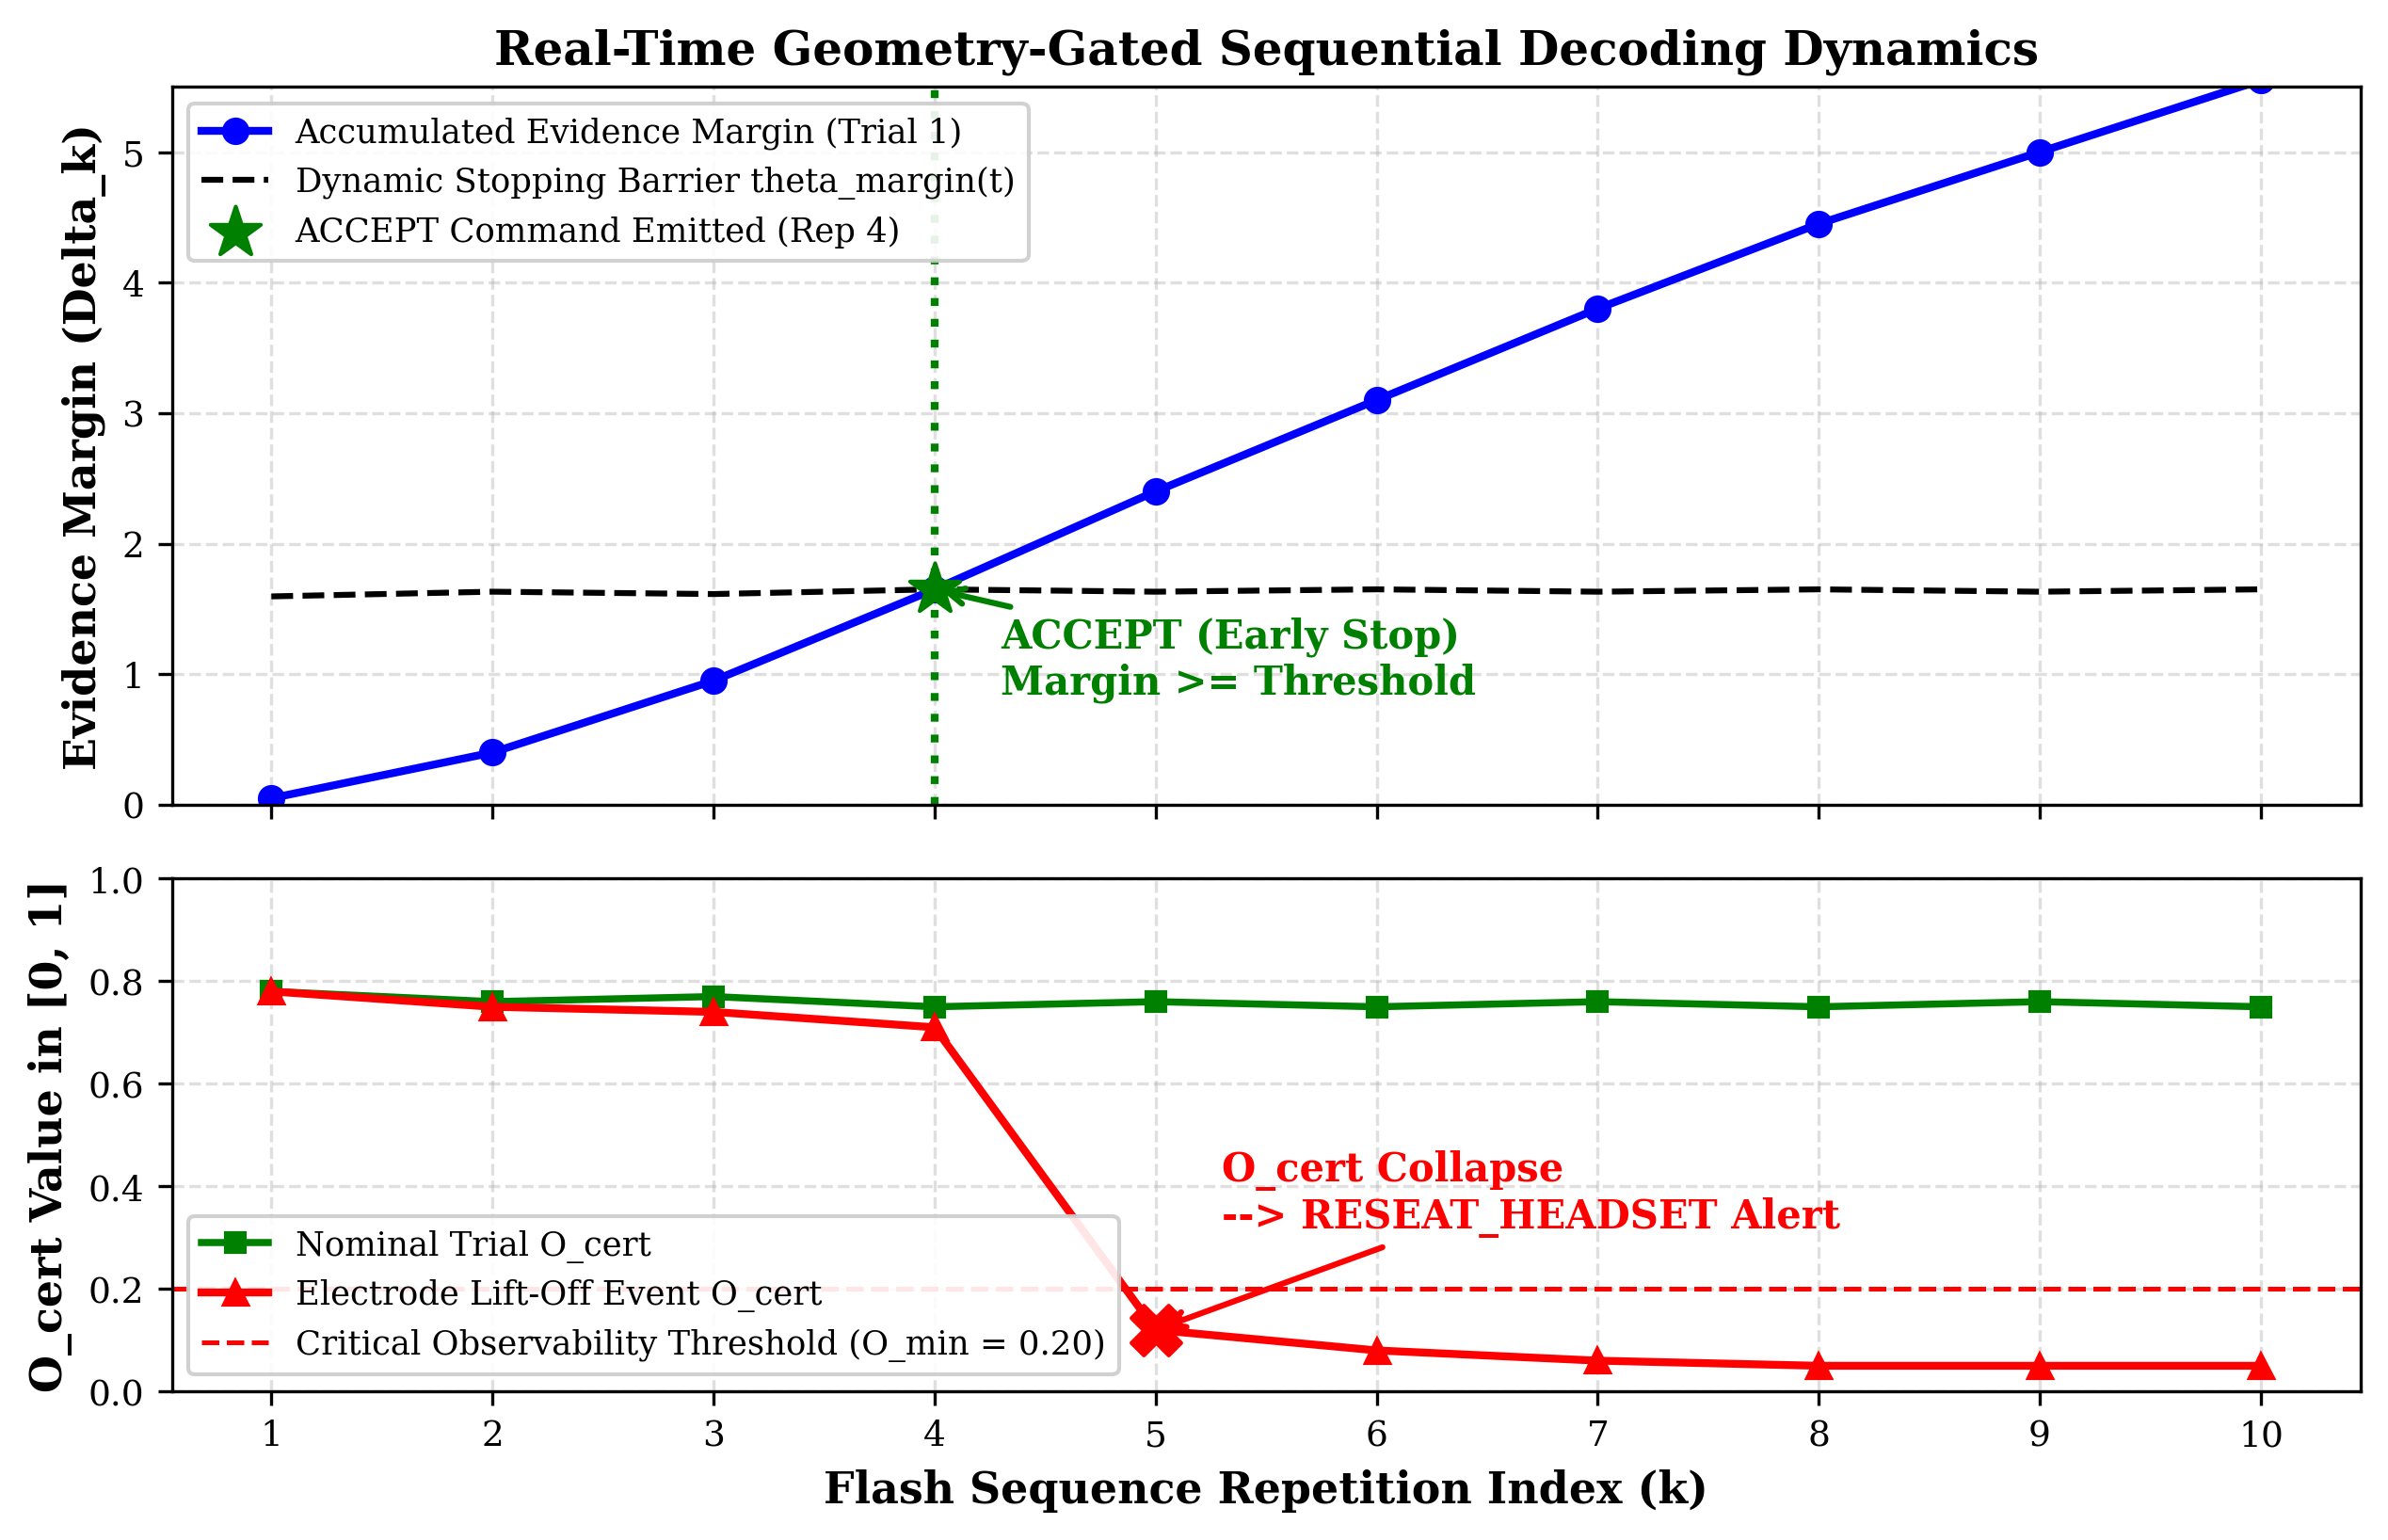 Real-Time Geometry-Gated Sequential Decoding Dynamics
Evidence Margin (Delta_k)
5
4
3
2
1
0
Accumulated Evidence Margin (Trial 1)
Dynamic Stopping Barrier theta_margin(t)
ACCEPT Command Emitted (Rep 4)
ACCEPT (Early Stop)
Margin >= Threshold
O_cert Value in [0, 1]
1.0
0.8
0.6
0.4
0.2
0.0
O_cert Collapse
--> RESEAT_HEADSET Alert
Nominal Trial O_cert
Electrode Lift-Off Event O_cert
Critical Observability Threshold (O_min = 0.20)
1 2 3 4 5 6 7 8 9 10
Flash Sequence Repetition Index (k)